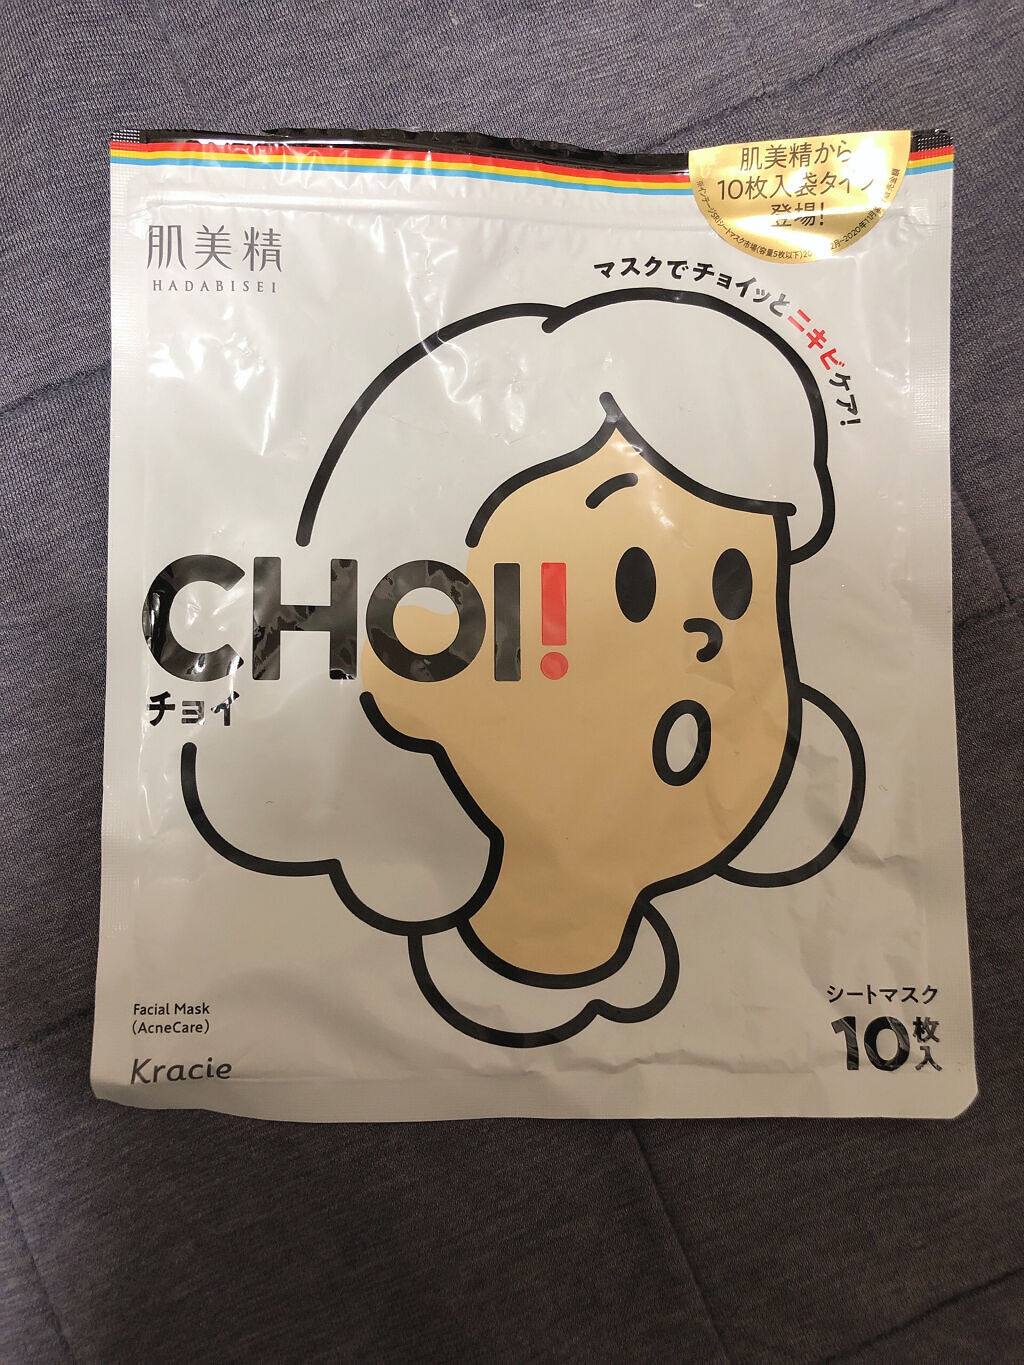 肌美精から
10枚入袋タイプ
登場!
肌美精
HADABISEI
マスクでチョイッとニキビケア!
CHOI!
チョイ
Facial Mask
(AcneCare)
Kracie
シートマスク
10枚入